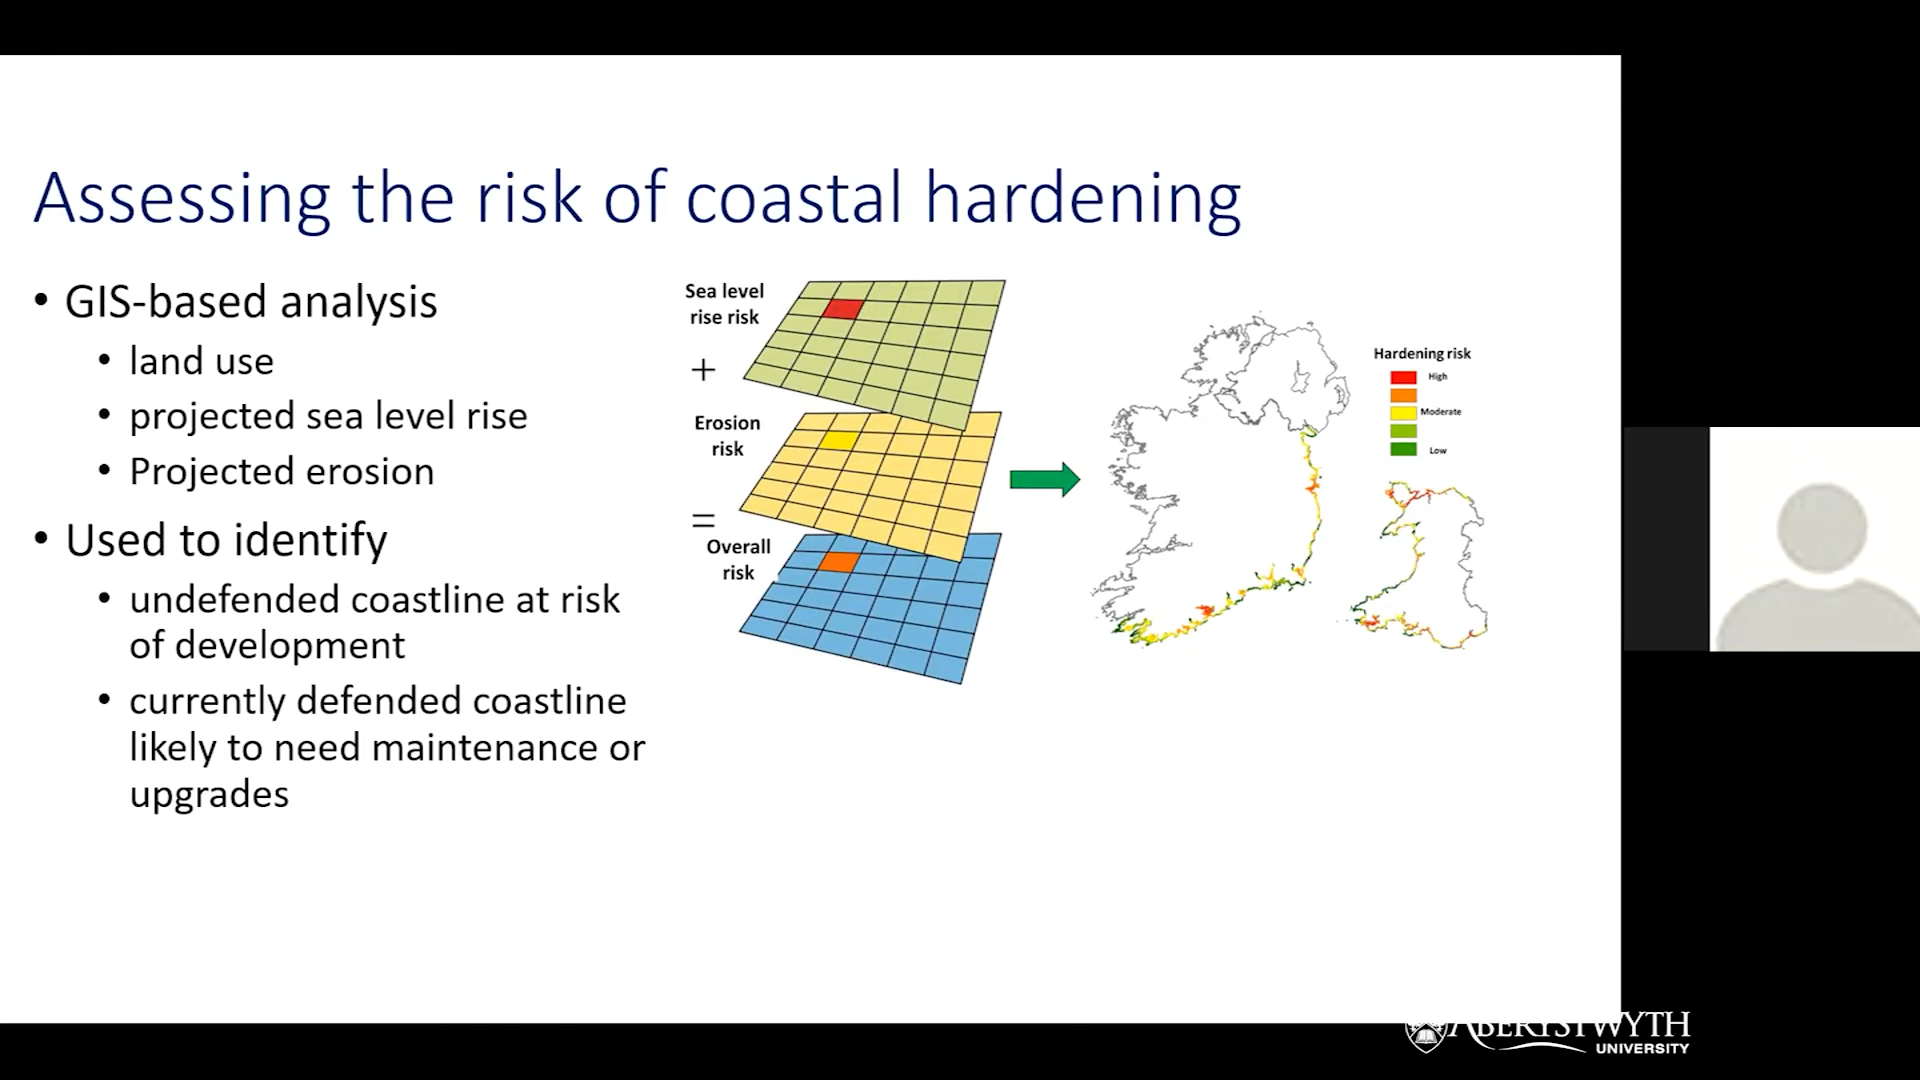 Assessing the risk of coastal hardening
• GIS-based analysis
• land use
• projected sea level rise
• Projected erosion
• Used to identify
• undefended coastline at risk
of development
• currently defended coastline
likely to need maintenance or
upgrades
Sea level
rise risk
+
Erosion
risk
=
Overall
risk
Hardening risk
High
Moderate
Low
ABERYSTWYTH
UNIVERSITY